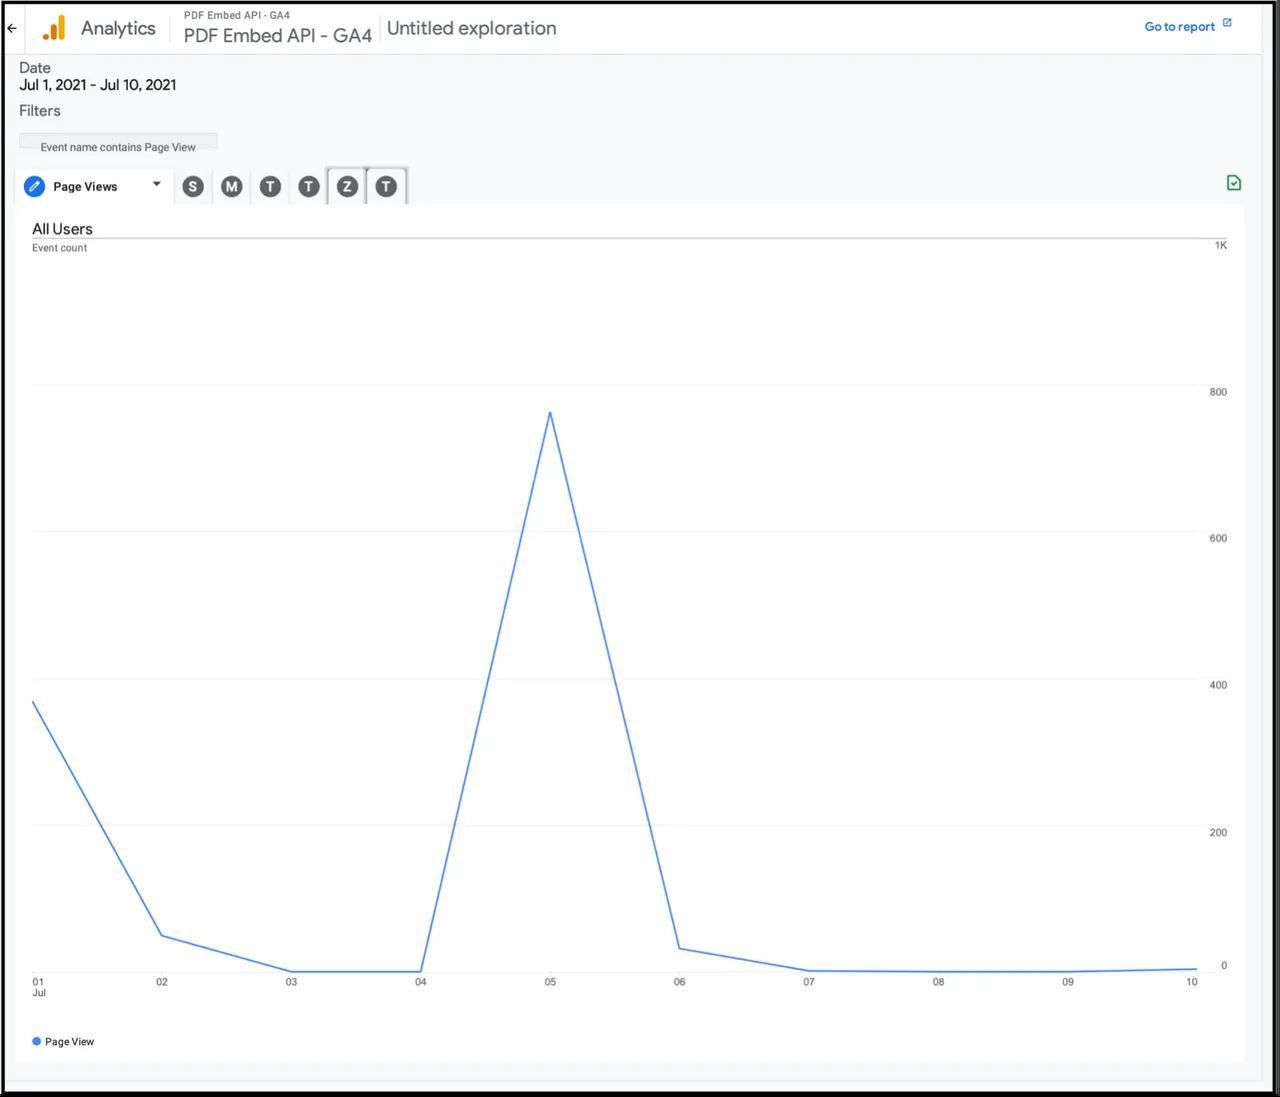 PDF Embed API - GA4
Analytics
PDF Embed API - GA4
Untitled exploration
Go to report
Date
Jul 1, 2021 - Jul 10, 2021
Filters
Event name contains Page View
Page Views
S
M
T
T
Z
T
All Users
Event count
1K
800
600
400
200
0
01
Jul
02
03
04
05
06
07
08
09
10
Page View